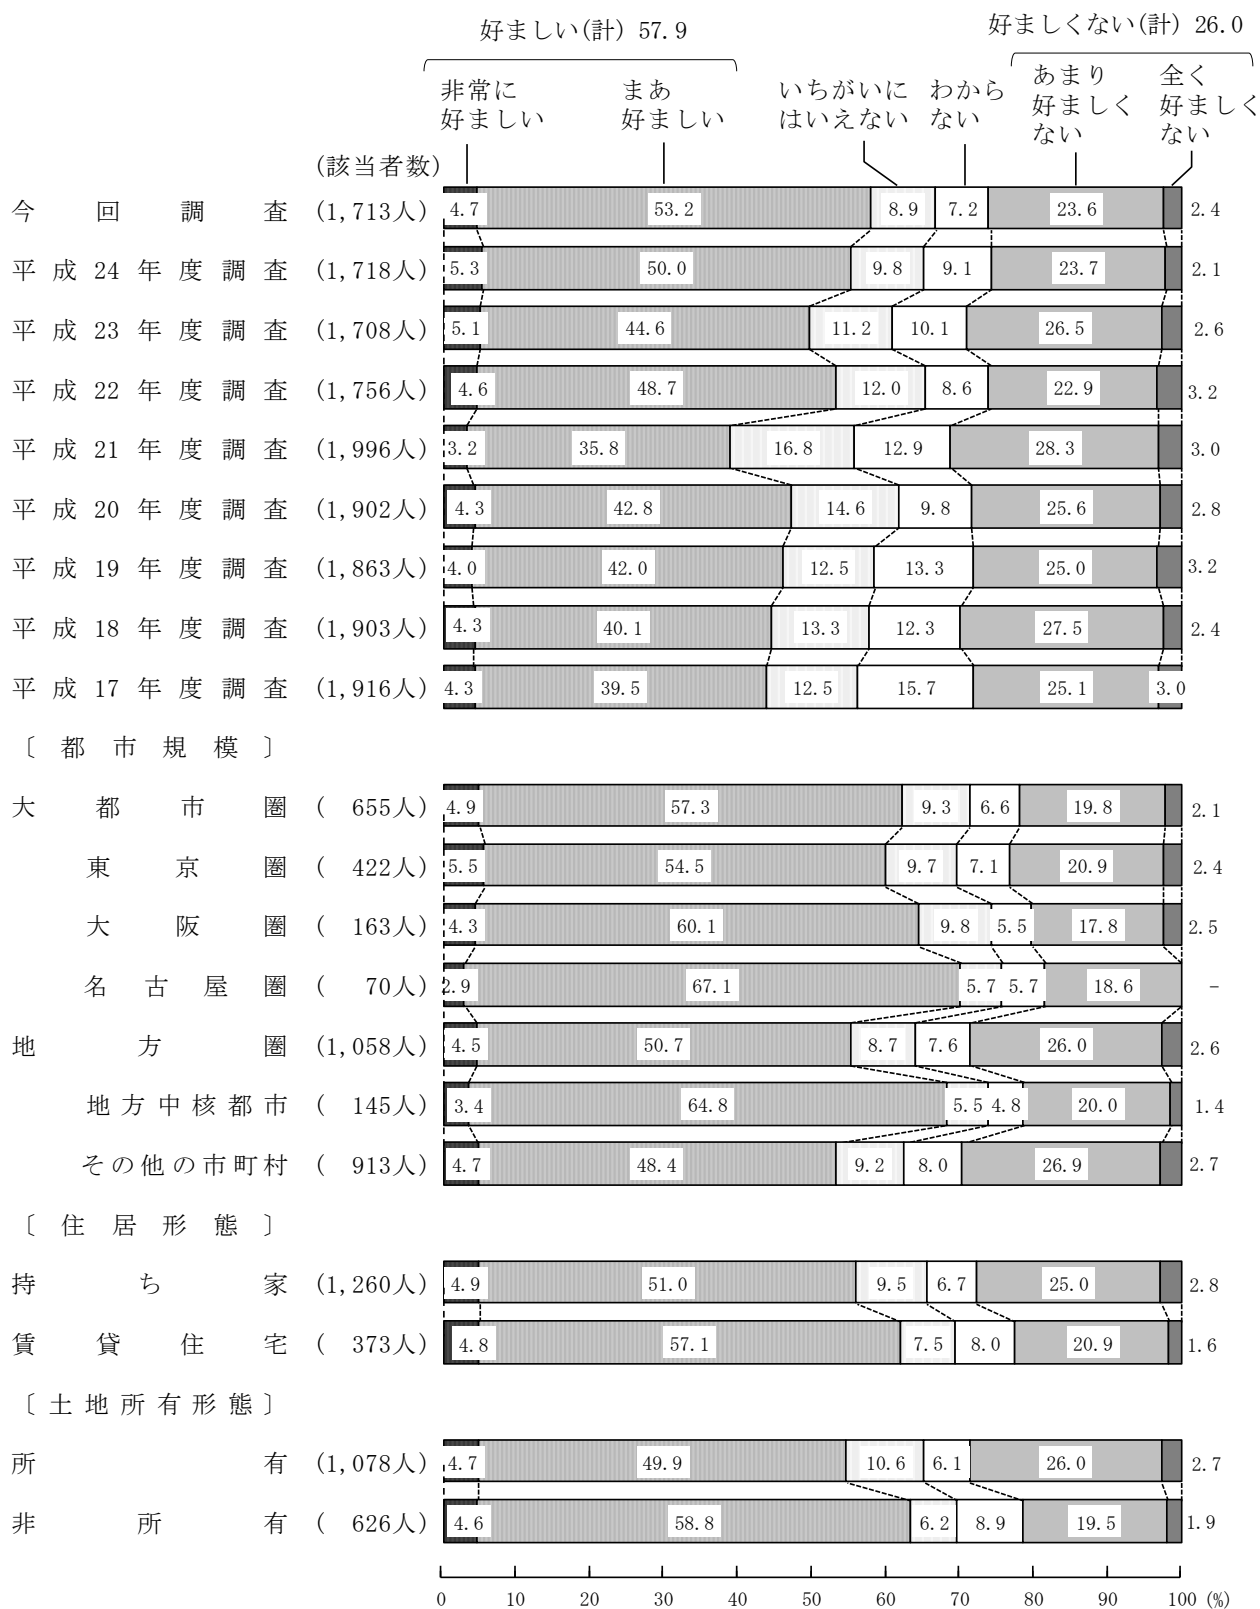 好ましい(計) 57.9
好ましくない(計) 26.0
非常に
好ましい
まあ
好ましい
いちがいに
はいえない
わから
ない
あまり
好ましく
ない
全く
好ましく
ない
(該当者数)
今回調査 (1,713人) 4.7 53.2 8.9 7.2 23.6 2.4
平成24年度調査 (1,718人) 5.3 50.0 9.8 9.1 23.7 2.1
平成23年度調査 (1,708人) 5.1 44.6 11.2 10.1 26.5 2.6
平成22年度調査 (1,756人) 4.6 48.7 12.0 8.6 22.9 3.2
平成21年度調査 (1,996人) 3.2 35.8 16.8 12.9 28.3 3.0
平成20年度調査 (1,902人) 4.3 42.8 14.6 9.8 25.6 2.8
平成19年度調査 (1,863人) 4.0 42.0 12.5 13.3 25.0 3.2
平成18年度調査 (1,903人) 4.3 40.1 13.3 12.3 27.5 2.4
平成17年度調査 (1,916人) 4.3 39.5 12.5 15.7 25.1 3.0
〔都市規模〕
大都市圏 ( 655人) 4.9 57.3 9.3 6.6 19.8 2.1
東京圏 ( 422人) 5.5 54.5 9.7 7.1 20.9 2.4
大阪圏 ( 163人) 4.3 60.1 9.8 5.5 17.8 2.5
名古屋圏 ( 70人) 2.9 67.1 5.7 5.7 18.6 -
地方圏 (1,058人) 4.5 50.7 8.7 7.6 26.0 2.6
地方中核都市 ( 145人) 3.4 64.8 5.5 4.8 20.0 1.4
その他の市町村 ( 913人) 4.7 48.4 9.2 8.0 26.9 2.7
〔住居形態〕
持ち家 (1,260人) 4.9 51.0 9.5 6.7 25.0 2.8
賃貸住宅 ( 373人) 4.8 57.1 7.5 8.0 20.9 1.6
〔土地所有形態〕
所有 (1,078人) 4.7 49.9 10.6 6.1 26.0 2.7
非所有 ( 626人) 4.6 58.8 6.2 8.9 19.5 1.9
0 10 20 30 40 50 60 70 80 90 100 (%)